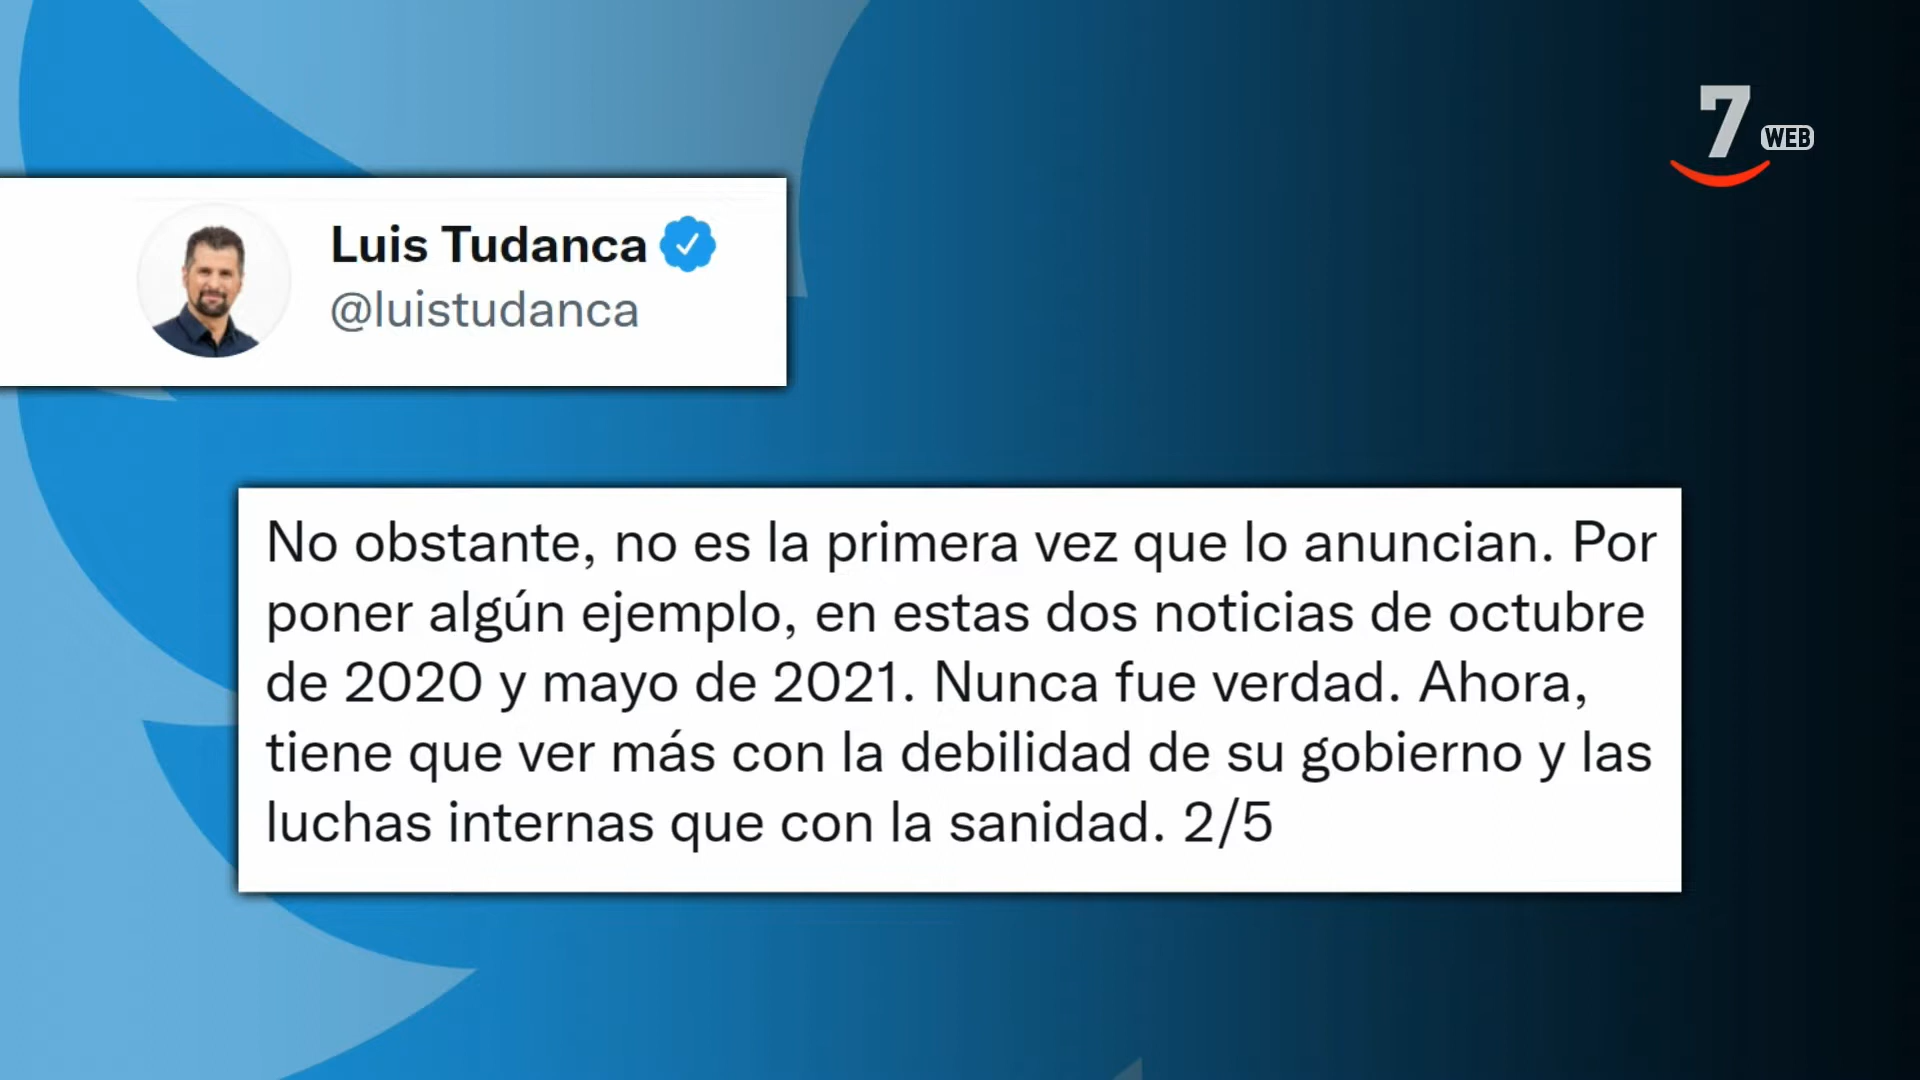 7 WEB
Luis Tudanca
@luistudanca
No obstante, no es la primera vez que lo anuncian. Por
poner algún ejemplo, en estas dos noticias de octubre
de 2020 y mayo de 2021. Nunca fue verdad. Ahora,
tiene que ver más con la debilidad de su gobierno y las
luchas internas que con la sanidad. 2/5